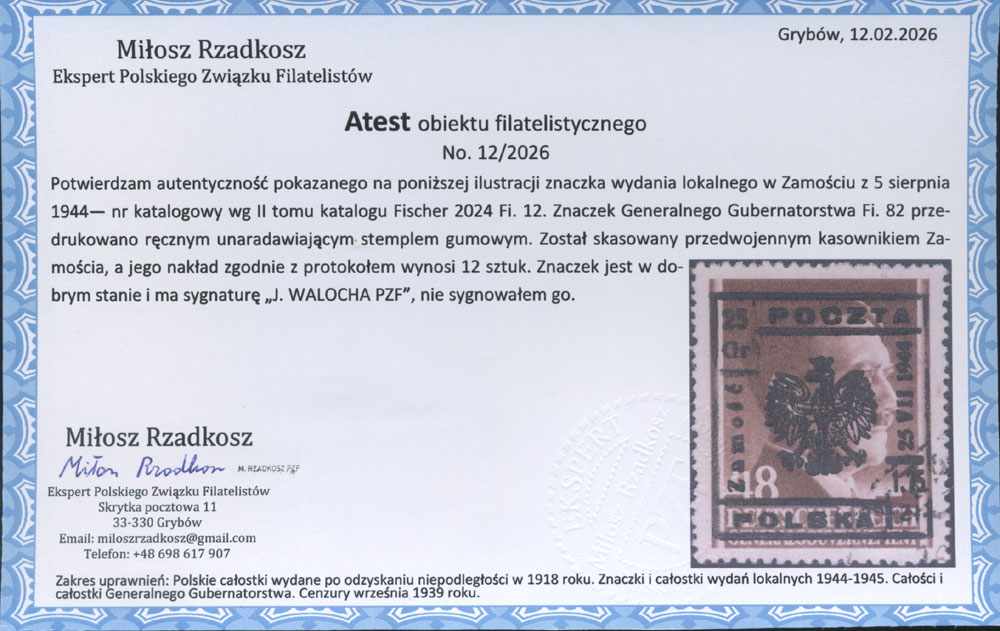 Grybów, 12.02.2026
Miłosz Rzadkosz
Ekspert Polskiego Związku Filatelistów
Atest obiektu filatelistycznego
No. 12/2026
Potwierdzam autentyczność pokazanego na poniższej ilustracji znaczka wydania lokalnego w Zamościu z 5 sierpnia
1944— nr katalogowy wg II tomu katalogu Fischer 2024 Fi. 12. Znaczek Generalnego Gubernatorstwa Fi. 82 prze-
drukowano ręcznym unaradawiającym stemplem gumowym. Został skasowany przedwojennym kasownikiem Za-
mościa, a jego nakład zgodnie z protokołem wynosi 12 sztuk. Znaczek jest w do-
brym stanie i ma sygnaturę „J. WALOCHA PZF”, nie sygnowałem go.
25
Gr
POCZTA
Zamość
25 VII 1944
18
POLSKA
Miłosz Rzadkosz
Miłosz Rzadkosz
M. RZADKOSZ PZF
Ekspert Polskiego Związku Filatelistów
Skrytka pocztowa 11
33-330 Grybów
Email: miloszrzadkosz@gmail.com
Telefon: +48 698 617 907
EKSPERT
Miłosz Rzadkosz
Zakres uprawnień: Polskie całostki wydane po odzyskaniu niepodległości w 1918 roku. Znaczki i całostki wydań lokalnych 1944-1945. Całości i
całostki Generalnego Gubernatorstwa. Cenzury września 1939 roku.